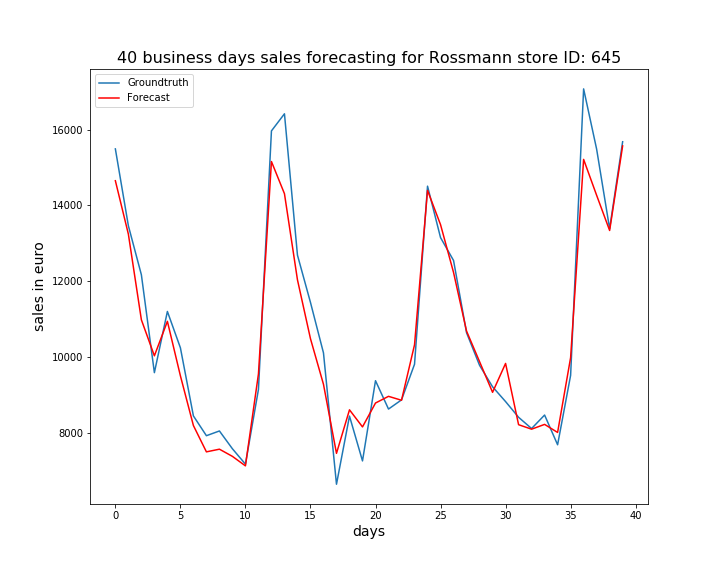 40 business days sales forecasting for Rossmann store ID: 645
Groundtruth
Forecast
16000
14000
12000
10000
8000
sales in euro
0 5 10 15 20 25 30 35 40
days